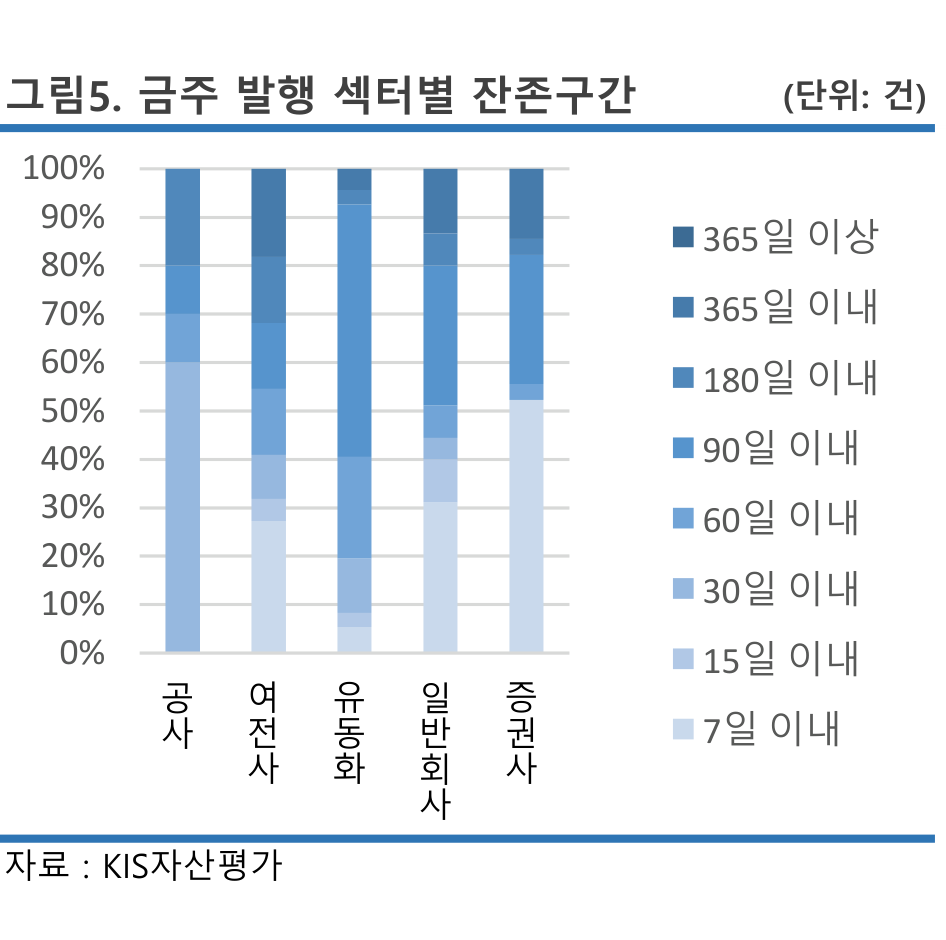 그림5. 금주 발행 섹터별 잔존구간 (단위: 건)
100%
90%
80%
70%
60%
50%
40%
30%
20%
10%
0%
공사
여전사
유동화
일반회사
증권사
365일 이상
365일 이내
180일 이내
90일 이내
60일 이내
30일 이내
15일 이내
7일 이내
자료 : KIS자산평가